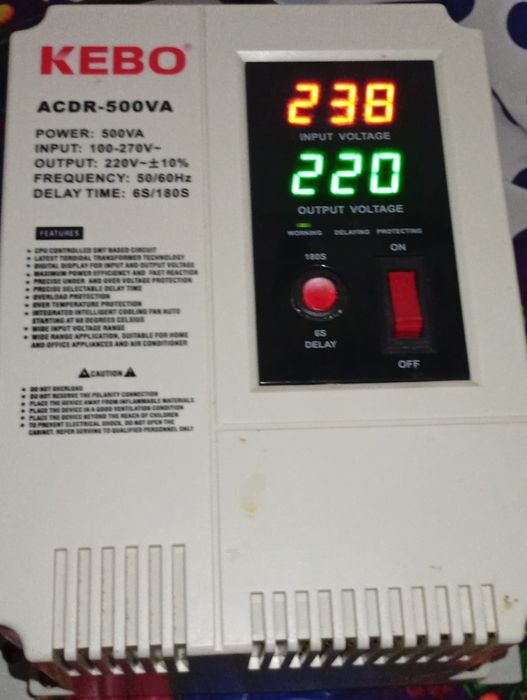 KEBO
ACDR-500VA
POWER: 500VA
INPUT: 100-270V~
OUTPUT: 220V~±10%
FREQUENCY: 50/60Hz
DELAY TIME: 6S/180S
FEATURES
• CPU CONTROLLED SMT BASED CIRCUIT
• LATEST TOROIDAL TRANSFORMER TECHNOLOGY
• DIGITAL DISPLAY FOR INPUT AND OUTPUT VOLTAGE
• MAXIMUM POWER EFFICIENCY AND FAST REACTION
• PRECISE UNDER AND OVER VOLTAGE PROTECTION
• PRECISE SELECTABLE DELAY TIME
• OVERLOAD PROTECTION
• OVER TEMPERATURE PROTECTION
• INTEGRATED INTELLIGENT COOLING FAN AUTO
STARTING AT 60 DEGREES CELSIUS
• WIDE INPUT VOLTAGE RANGE
• WIDE RANGE APPLICATION, SUITABLE FOR HOME
AND OFFICE APPLIANCES AND AIR CONDITIONER
CAUTION
• DO NOT OVERLOAD
• DO NOT RESERVE THE POLARITY CONNECTION
• PLACE THE DEVICE AWAY FROM INFLAMMABLE MATERIALS
• PLACE THE DEVICE IN A GOOD VENTILATION CONDITION
• PLACE THE DEVICE BEYOND THE REACH OF CHILDREN
• TO PREVENT ELECTRICAL SHOCK, DO NOT OPEN THE
CABINET. REFER SERVING TO QUALIFIED PERSONNEL ONLY
238
INPUT VOLTAGE
220
OUTPUT VOLTAGE
WORKING DELAYING PROTECTING
180S
ON
6S
DELAY
OFF